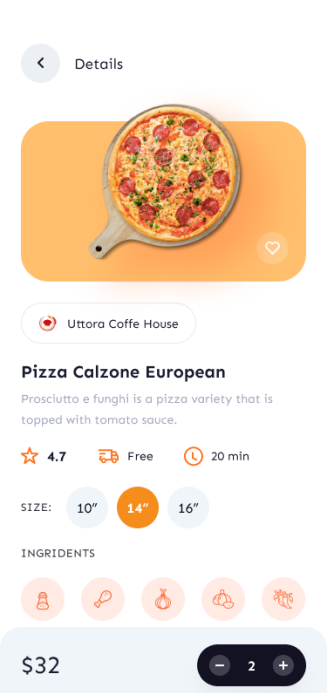 Details
Uttora Coffe House
Pizza Calzone European
Prosciutto e funghi is a pizza variety that is
topped with tomato sauce.
4.7 Free 20 min
SIZE: 10” 14” 16”
INGRIDENTS
$32 − 2 +